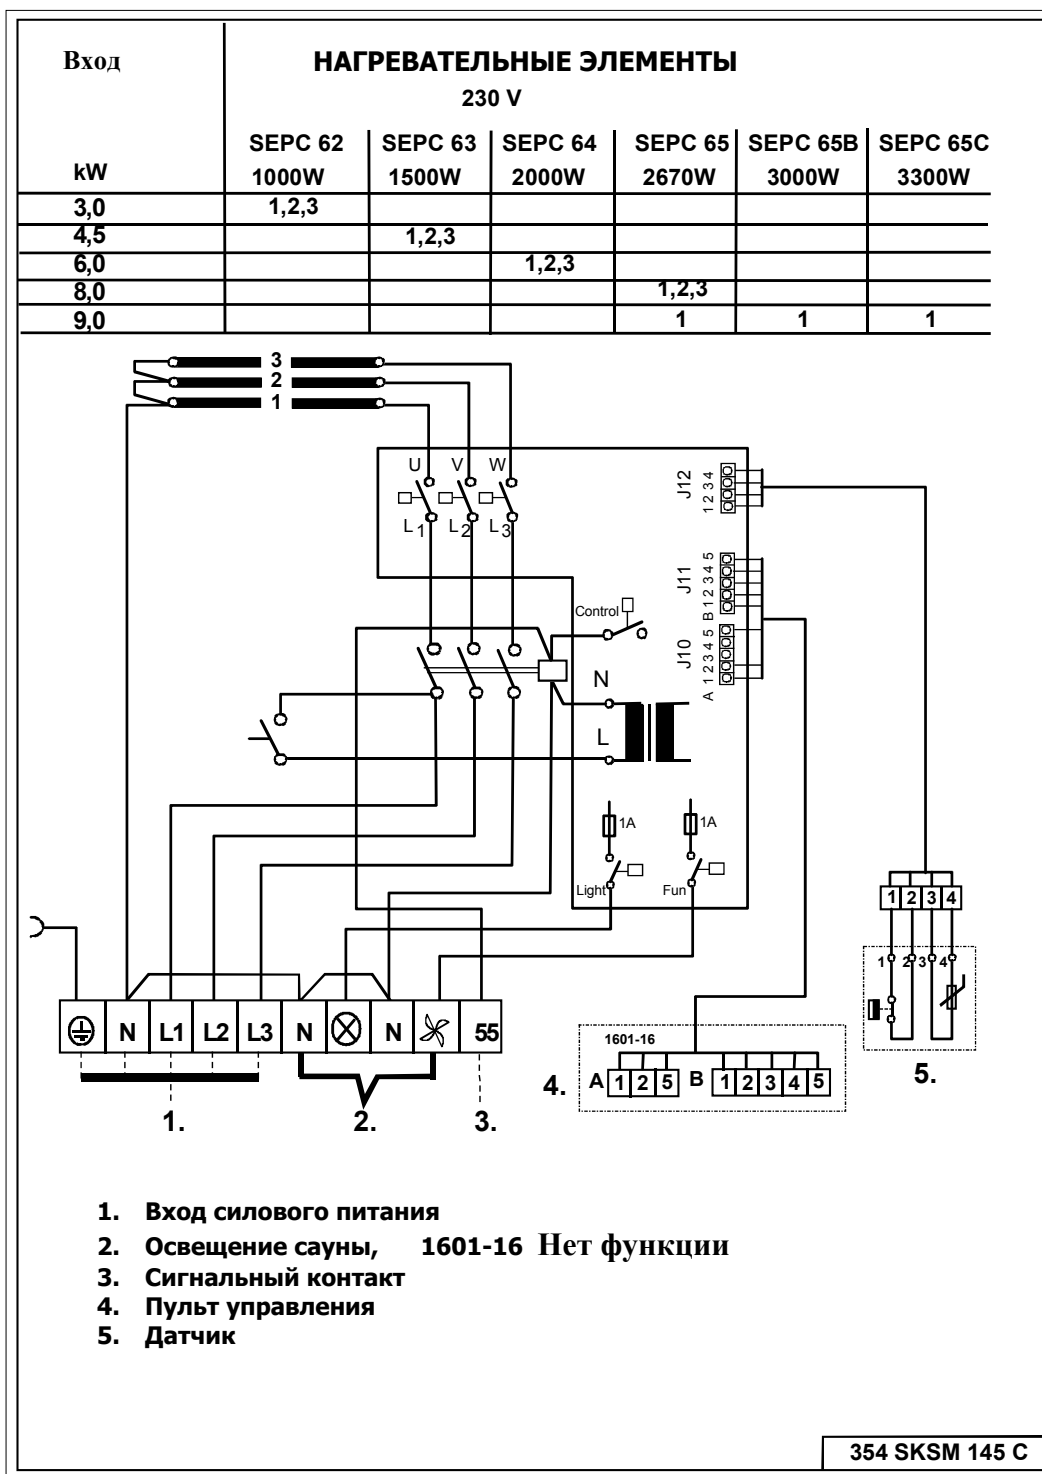 Вход НАГРЕВАТЕЛЬНЫЕ ЭЛЕМЕНТЫ
230 V
SEPC 62 SEPC 63 SEPC 64 SEPC 65 SEPC 65B SEPC 65C
kW 1000W 1500W 2000W 2670W 3000W 3300W
3,0 1,2,3
4,5 1,2,3
6,0 1,2,3
8,0 1,2,3
9,0 1 1 1
3
2
1
U V W
L1 L2 L3
J12
1 2 3 4
J11
B 1 2 3 4 5
J10
A 1 2 3 4 5
Control
N
L
1A 1A
Light Fun
1 2 3 4
1 2 3 4
5.
N L1 L2 L3 N N 55
1. 2. 3.
1601-16
4. A 1 2 5 B 1 2 3 4 5
1. Вход силового питания
2. Освещение сауны, 1601-16 Нет функции
3. Сигнальный контакт
4. Пульт управления
5. Датчик
354 SKSM 145 C